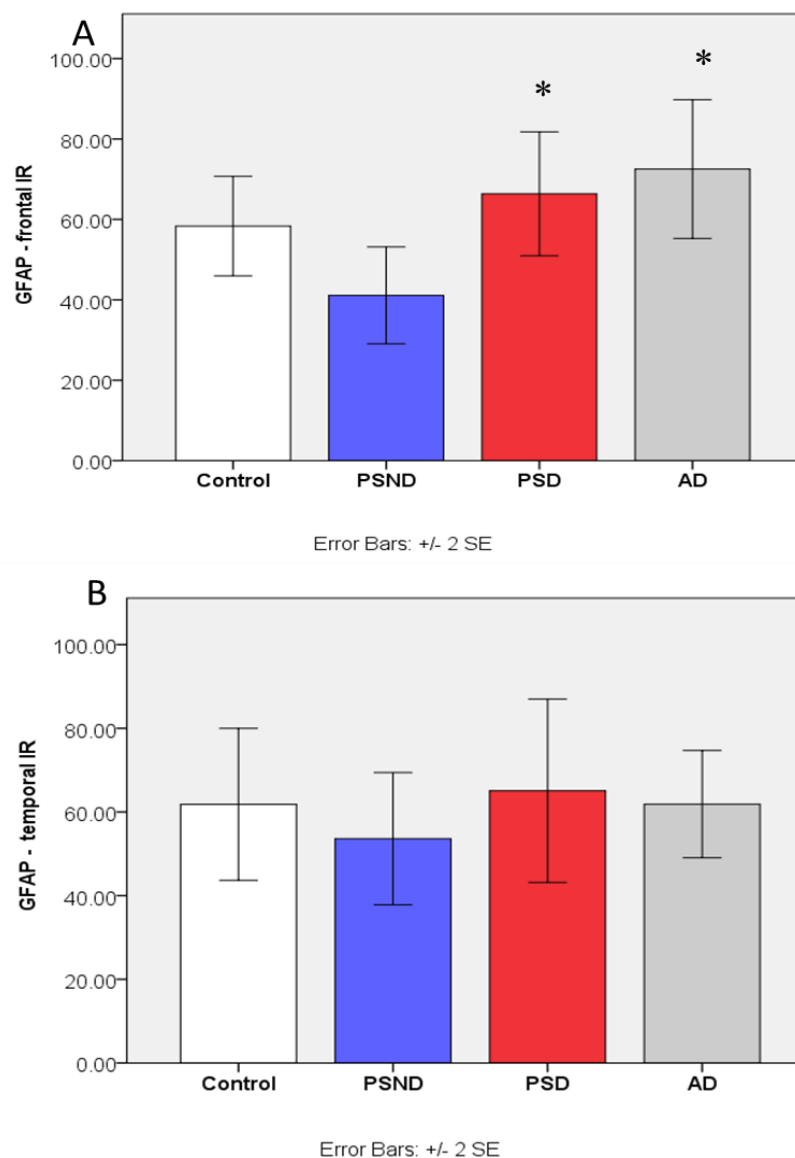 A
GFAP - frontal IR
100.00
80.00
60.00
40.00
20.00
0.00
*
*
Control PSND PSD AD
Error Bars: +/- 2 SE
B
GFAP - temporal IR
100.00
80.00
60.00
40.00
20.00
0.00
Control PSND PSD AD
Error Bars: +/- 2 SE